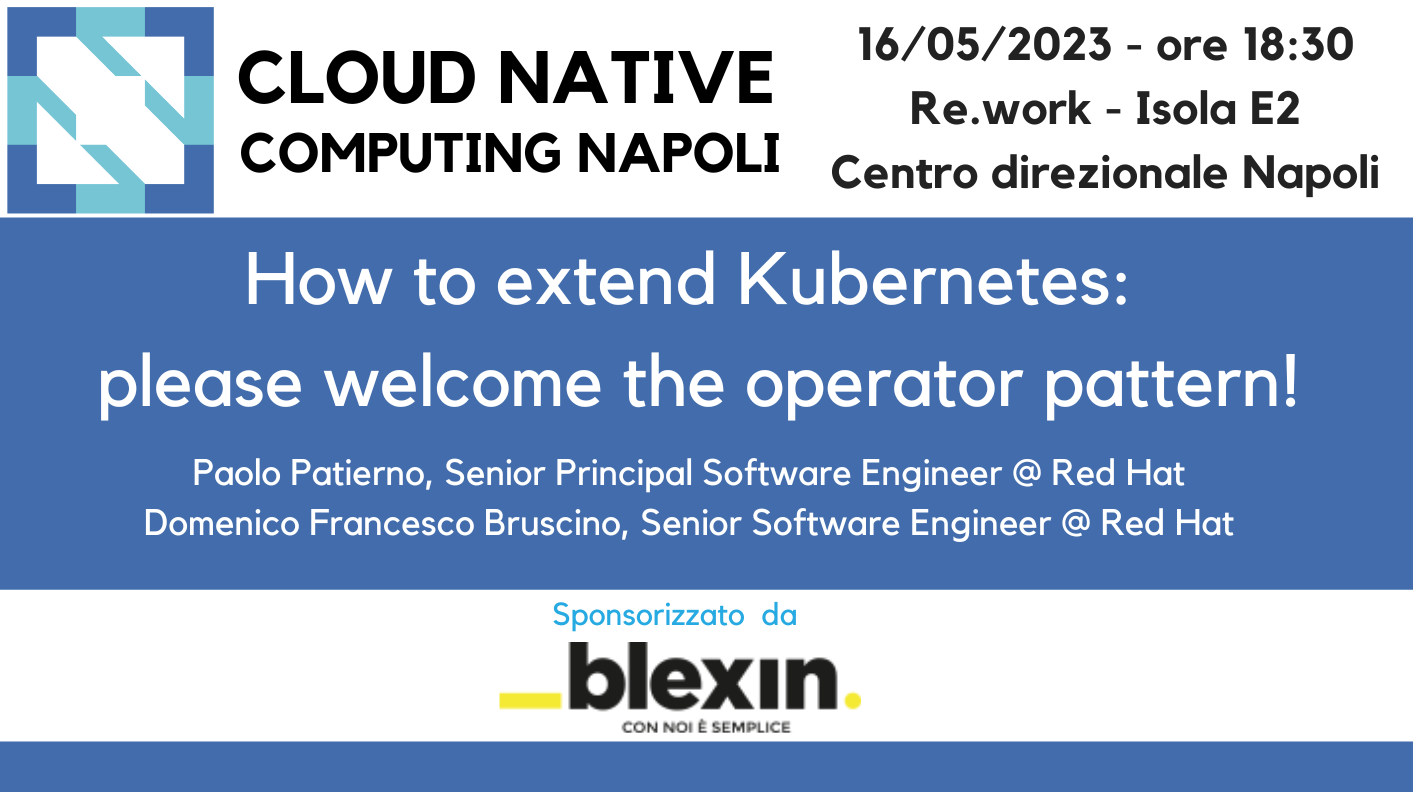 CLOUD NATIVE
COMPUTING NAPOLI
16/05/2023 - ore 18:30
Re.work - Isola E2
Centro direzionale Napoli
How to extend Kubernetes:
please welcome the operator pattern!
Paolo Patierno, Senior Principal Software Engineer @ Red Hat
Domenico Francesco Bruscino, Senior Software Engineer @ Red Hat
Sponsorizzato da
_blexin.
CON NOI È SEMPLICE